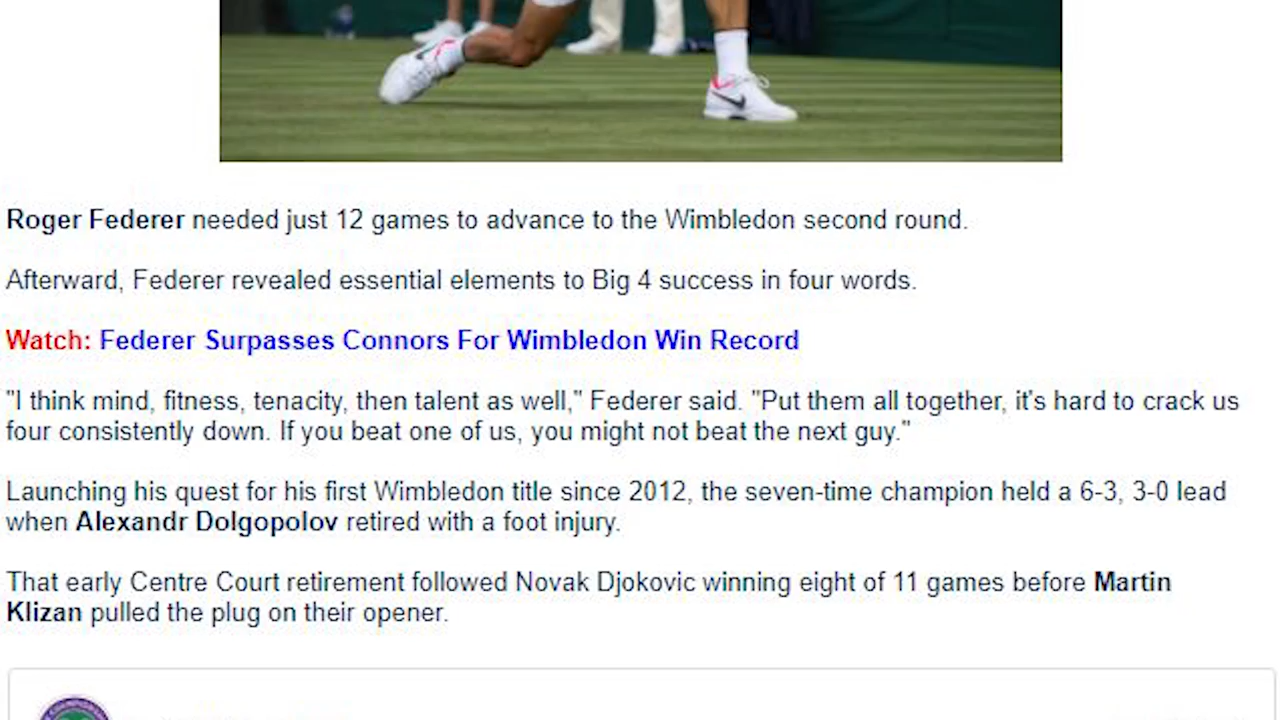 Roger Federer needed just 12 games to advance to the Wimbledon second round.
Afterward, Federer revealed essential elements to Big 4 success in four words.
Watch: Federer Surpasses Connors For Wimbledon Win Record
"I think mind, fitness, tenacity, then talent as well," Federer said. "Put them all together, it's hard to crack us
four consistently down. If you beat one of us, you might not beat the next guy."
Launching his quest for his first Wimbledon title since 2012, the seven-time champion held a 6-3, 3-0 lead
when Alexandr Dolgopolov retired with a foot injury.
That early Centre Court retirement followed Novak Djokovic winning eight of 11 games before Martin
Klizan pulled the plug on their opener.